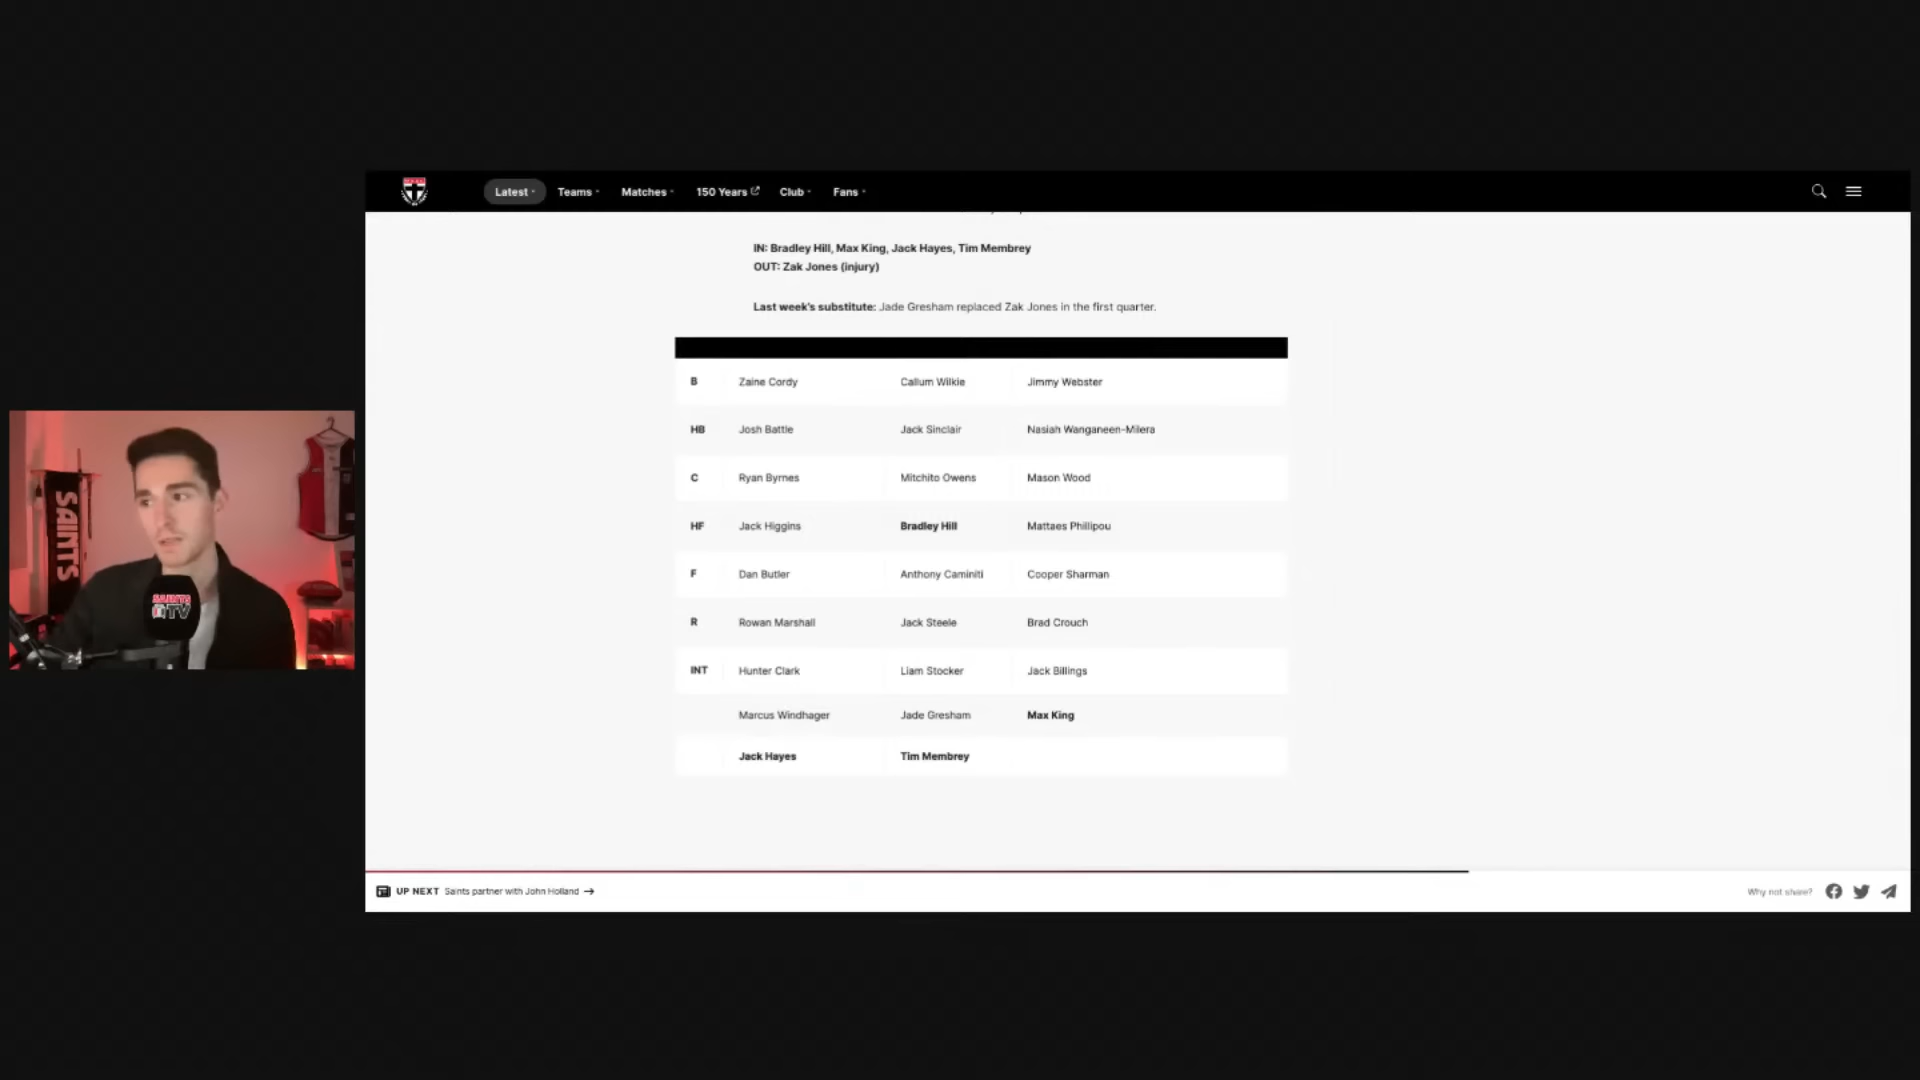 Latest Teams Matches 150 Years Club Fans
IN: Bradley Hill, Max King, Jack Hayes, Tim Membrey
OUT: Zak Jones (injury)
Last week's substitute: Jade Gresham replaced Zak Jones in the first quarter.
B Zaine Cordy Callum Wilkie Jimmy Webster
HB Josh Battle Jack Sinclair Nasiah Wanganeen-Milera
C Ryan Byrnes Mitchito Owens Mason Wood
HF Jack Higgins Bradley Hill Mattaes Phillipou
F Dan Butler Anthony Caminiti Cooper Sharman
R Rowan Marshall Jack Steele Brad Crouch
INT Hunter Clark Liam Stocker Jack Billings
Marcus Windhager Jade Gresham Max King
Jack Hayes Tim Membrey
UP NEXT Saints partner with John Holland →
Why not share?
SAINTS
SAINTS
TV